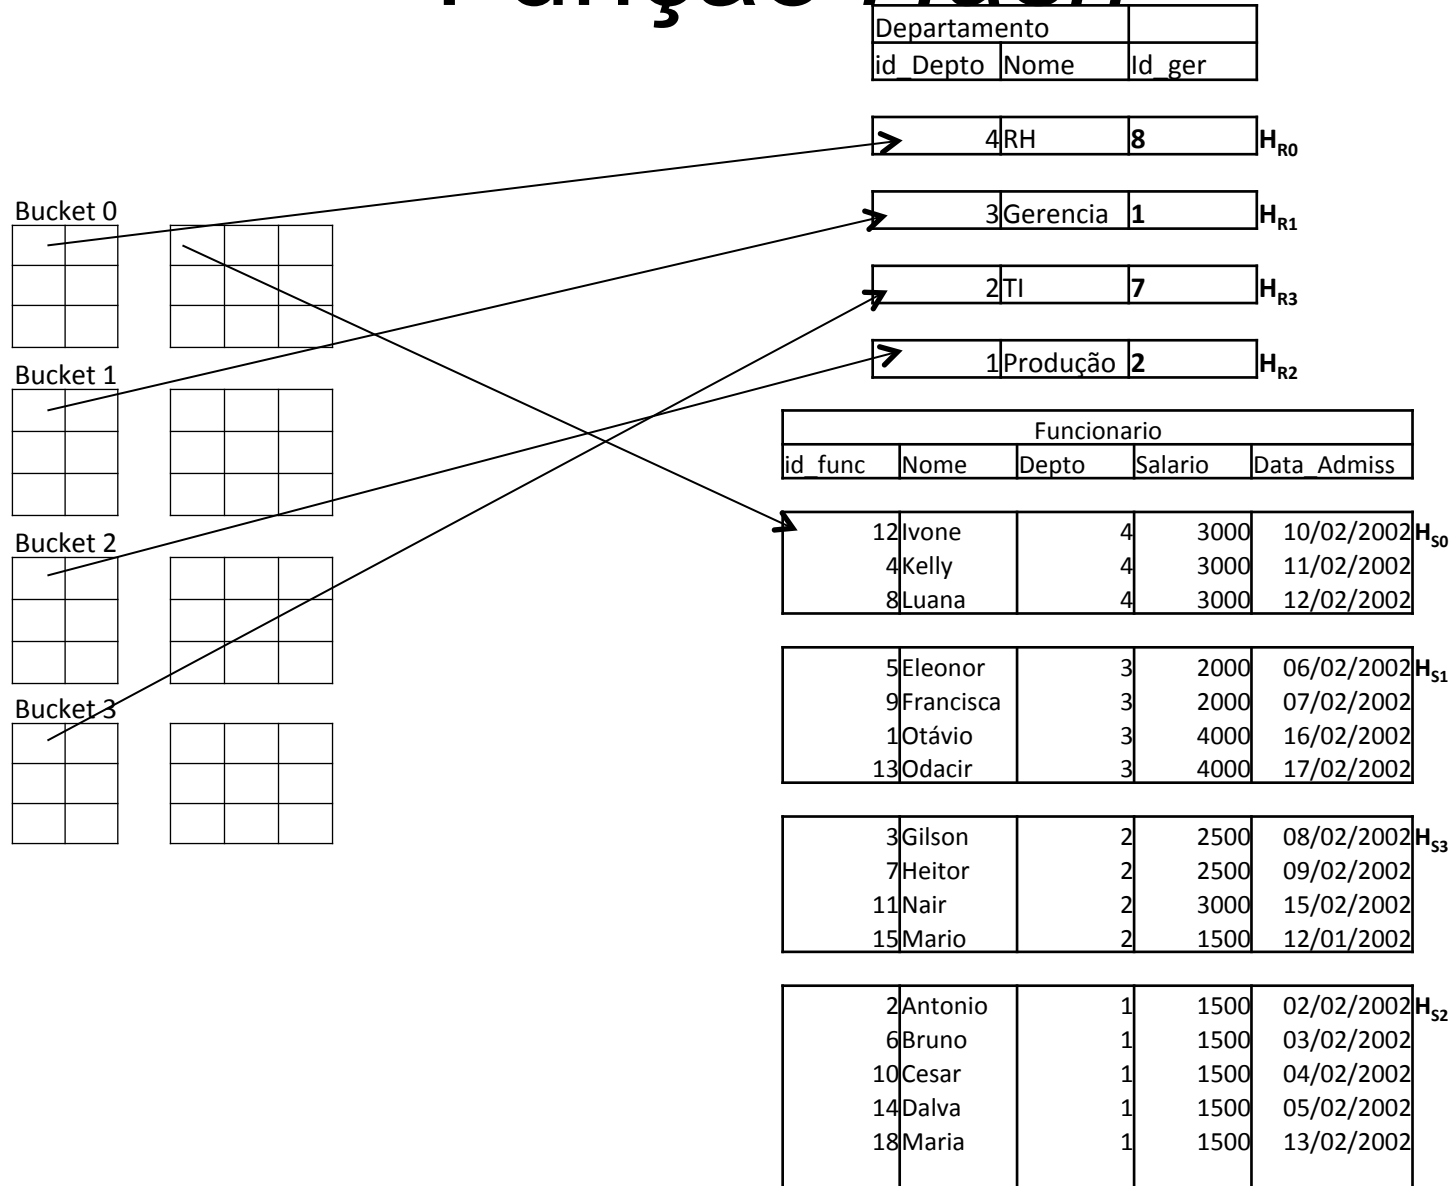 Função Hash
Departamento
id_Depto Nome Id_ger
4 RH 8 HR0
Bucket 0
3 Gerencia 1 HR1
2 TI 7 HR3
Bucket 1
1 Produção 2 HR2
Funcionario
id_func Nome Depto Salario Data_Admiss
Bucket 2
12 Ivone 4 3000 10/02/2002 HS0
4 Kelly 4 3000 11/02/2002
8 Luana 4 3000 12/02/2002
5 Eleonor 3 2000 06/02/2002 HS1
9 Francisca 3 2000 07/02/2002
Bucket 3
1 Otávio 3 4000 16/02/2002
13 Odacir 3 4000 17/02/2002
3 Gilson 2 2500 08/02/2002 HS3
7 Heitor 2 2500 09/02/2002
11 Nair 2 3000 15/02/2002
15 Mario 2 1500 12/01/2002
2 Antonio 1 1500 02/02/2002 HS2
6 Bruno 1 1500 03/02/2002
10 Cesar 1 1500 04/02/2002
14 Dalva 1 1500 05/02/2002
18 Maria 1 1500 13/02/2002